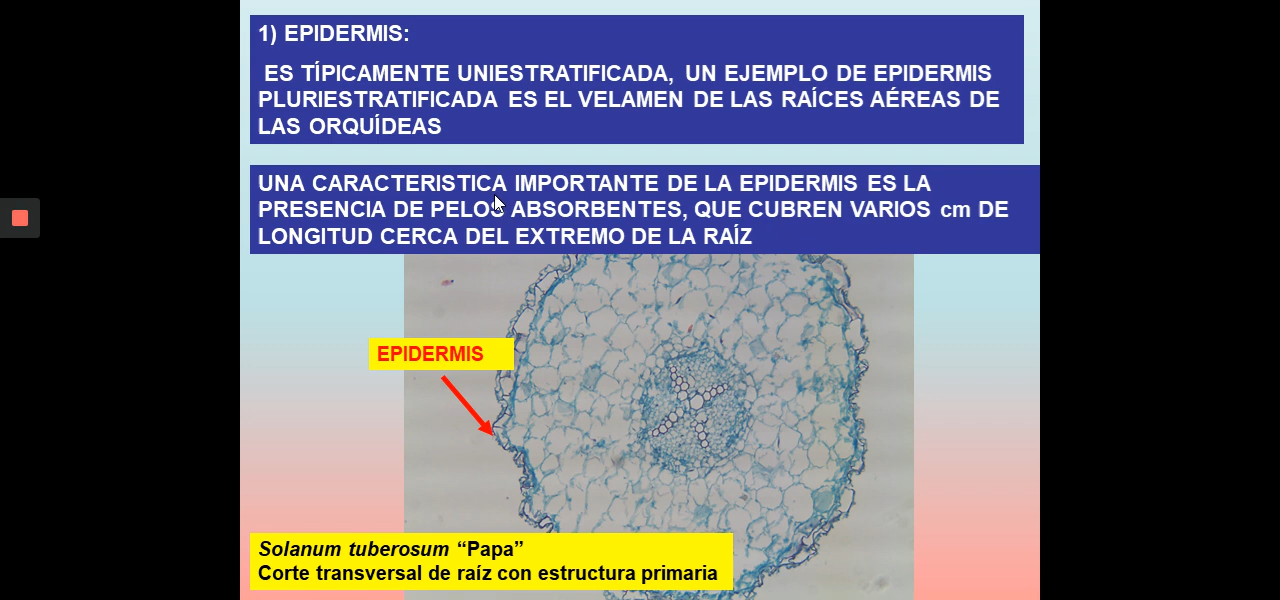 1) EPIDERMIS:
ES TÍPICAMENTE UNIESTRATIFICADA, UN EJEMPLO DE EPIDERMIS
PLURIESTRATIFICADA ES EL VELAMEN DE LAS RAÍCES AÉREAS DE
LAS ORQUÍDEAS
UNA CARACTERISTICA IMPORTANTE DE LA EPIDERMIS ES LA
PRESENCIA DE PELOS ABSORBENTES, QUE CUBREN VARIOS cm DE
LONGITUD CERCA DEL EXTREMO DE LA RAÍZ
EPIDERMIS
Solanum tuberosum “Papa”
Corte transversal de raíz con estructura primaria